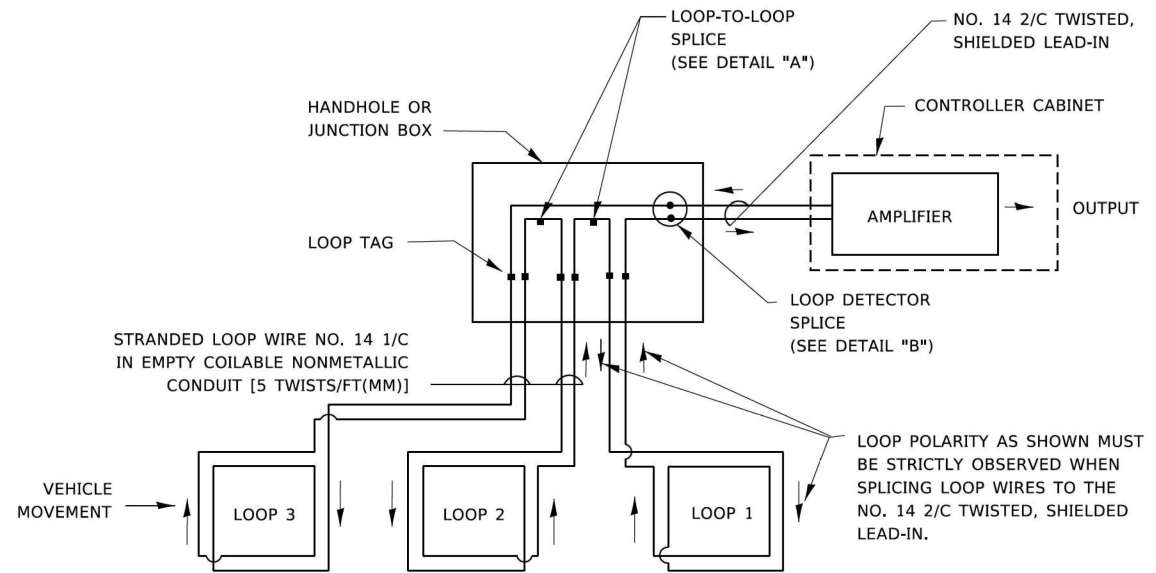 LOOP-TO-LOOP
SPLICE
(SEE DETAIL "A")
NO. 14 2/C TWISTED,
SHIELDED LEAD-IN
HANDHOLE OR
JUNCTION BOX
CONTROLLER CABINET
AMPLIFIER
OUTPUT
LOOP TAG
LOOP DETECTOR
SPLICE
(SEE DETAIL "B")
STRANDED LOOP WIRE NO. 14 1/C
IN EMPTY COILABLE NONMETALLIC
CONDUIT [5 TWISTS/FT(MM)]
LOOP POLARITY AS SHOWN MUST
BE STRICTLY OBSERVED WHEN
SPLICING LOOP WIRES TO THE
NO. 14 2/C TWISTED, SHIELDED
LEAD-IN.
VEHICLE
MOVEMENT
LOOP 3
LOOP 2
LOOP 1